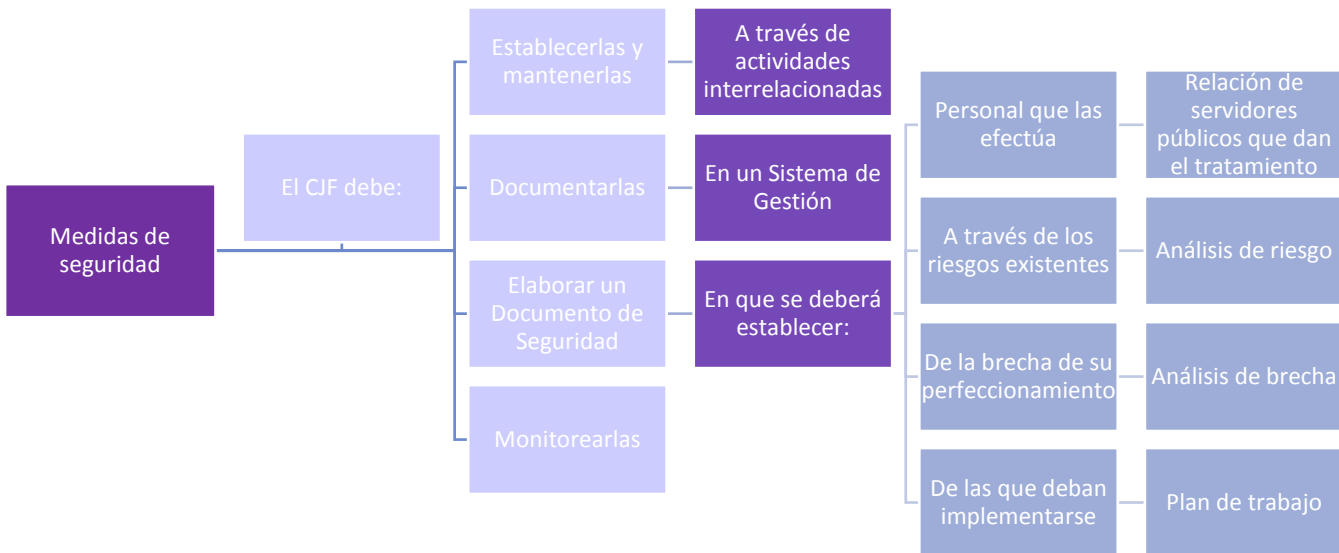 Medidas de
seguridad
El CJF debe:
Establecerlas y
mantenerlas
A través de
actividades
interrelacionadas
Documentarlas
En un Sistema de
Gestión
Elaborar un
Documento de
Seguridad
En que se deberá
establecer:
Personal que las
efectúa
Relación de
servidores
públicos que dan
el tratamiento
A través de los
riesgos existentes
Análisis de riesgo
De la brecha de su
perfeccionamiento
Análisis de brecha
De las que deban
implementarse
Plan de trabajo
Monitorearlas